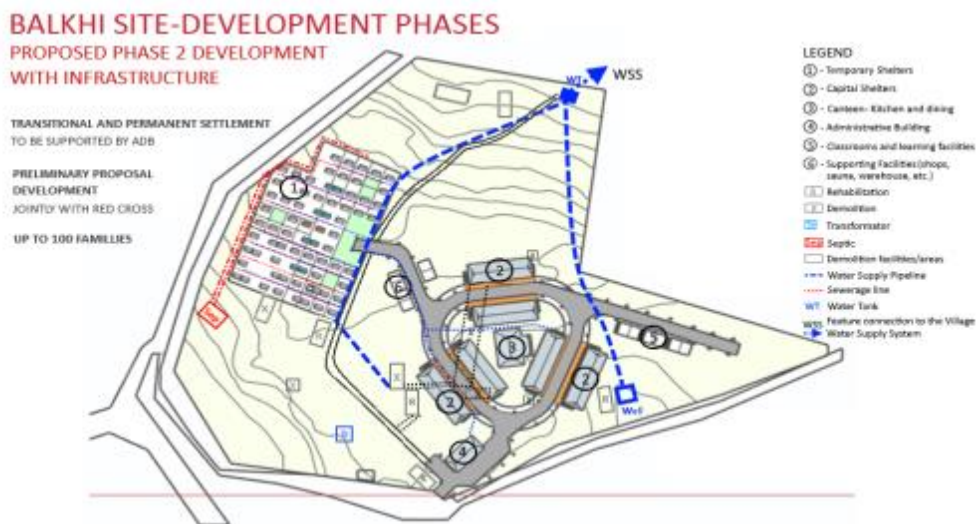 BALKHI SITE-DEVELOPMENT PHASES
PROPOSED PHASE 2 DEVELOPMENT
WITH INFRASTRUCTURE
TRANSITIONAL AND PERMANENT SETTLEMENT
TO BE SUPPORTED BY ADB
PRELIMINARY PROPOSAL
DEVELOPMENT
JOINTLY WITH RED CROSS
UP TO 100 FAMILLIES
WSS
LEGEND
1 - Temporary Shelters
2 - Capital Shelters
3 - Canteen- Kitchen and dining
4 - Administrative Building
5 - Classrooms and learning facilities
6 - Supporting Facilities (shops,
sauna, warehouse, etc.)
Rehabilitation
Demolition
Transformator
Septic
Demolition facilities/areas
Water Supply Pipeline
Sewerage line
WT Water Tank
WSS Feature connection to the Village
Water Supply System
1
2
6
3
5
2
2
Well
4